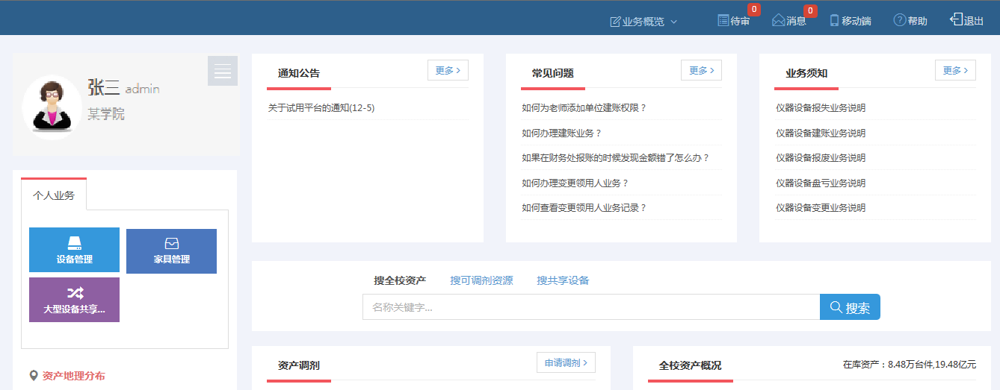 业务概览
待审
0
消息
0
移动端
帮助
退出
张三 admin
某学院
个人业务
设备管理
家具管理
大型设备共享...
资产地理分布
通知公告
更多
关于试用平台的通知(12-5)
常见问题
更多
如何为老师添加单位建账权限？
如何办理建账业务？
如果在财务处报账的时候发现金额错了怎么办？
如何办理变更领用人业务？
如何查看变更领用人业务记录？
业务须知
更多
仪器设备报失业务说明
仪器设备建账业务说明
仪器设备报废业务说明
仪器设备盘亏业务说明
仪器设备变更业务说明
搜全校资产
搜可调剂资源
搜共享设备
名称关键字...
搜索
资产调剂
申请调剂
全校资产概况
在库资产：8.48万台件,19.48亿元